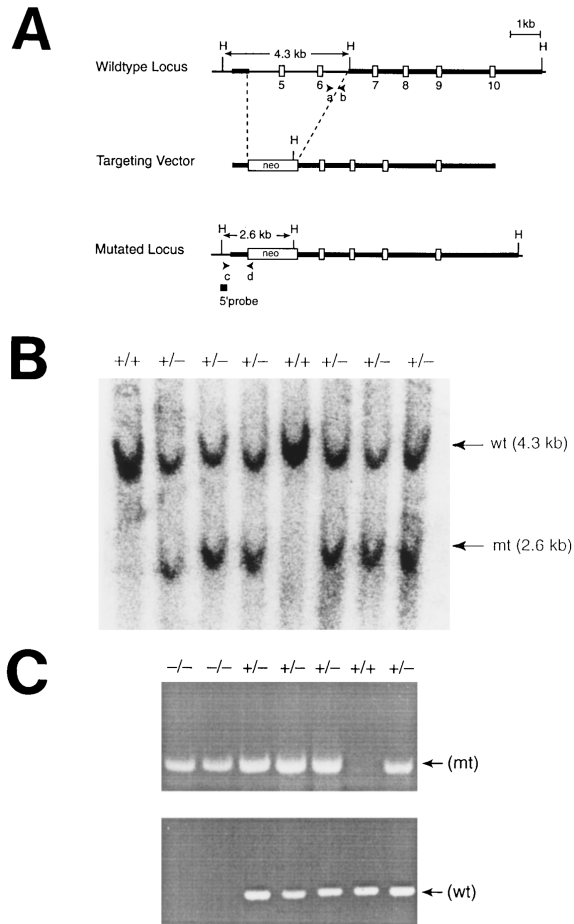 A
1kb
H H H
4.3 kb
Wildtype Locus
5 6 7 8 9 10
a b
H
Targeting Vector
neo
H 2.6 kb H H
Mutated Locus
neo
c d
5'probe
B
+/+ +/− +/− +/− +/+ +/− +/− +/−
wt (4.3 kb)
mt (2.6 kb)
C
−/− −/− +/− +/− +/− +/+ +/−
(mt)
(wt)